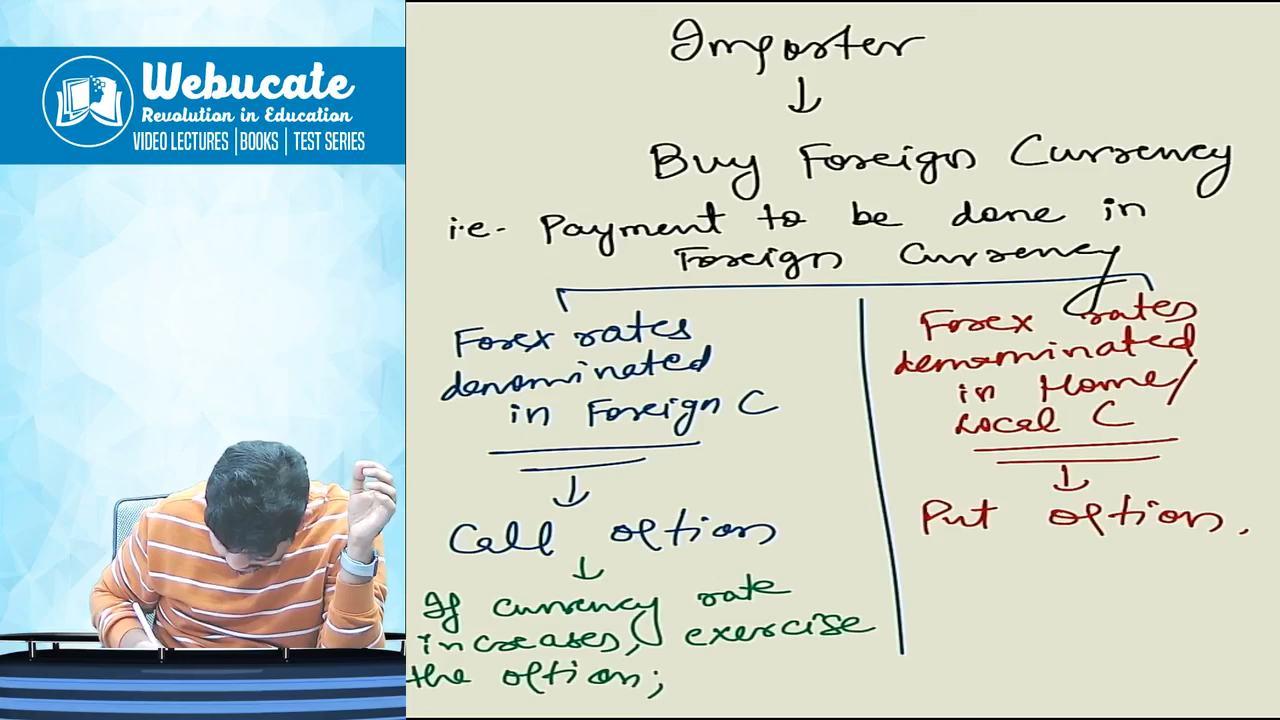 Webucate
Revolution in Education
VIDEO LECTURES | BOOKS | TEST SERIES
Importer
↓
Buy Foreign Currency
i.e. Payment to be done in
Foreign Currency
Forex rates
denominated
in Foreign C
↓
Call option
↓
If currency rate
increases, exercise
the option;
Forex rates
denominated
in Home/
Local C
↓
Put option.